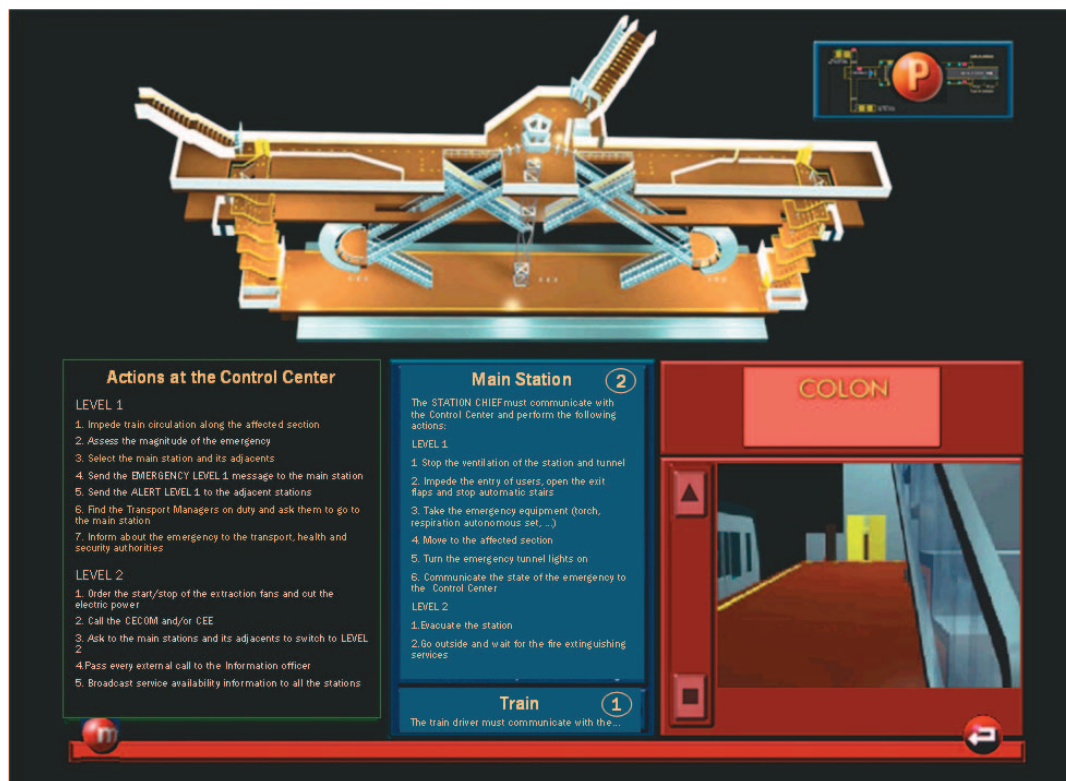 P
Actions at the Control Center
LEVEL 1
1. Impede train circulation along the affected section
2. Assess the magnitude of the emergency
3. Select the main station and its adjacents
4. Send the EMERGENCY LEVEL 1 message to the main station
5. Send the ALERT LEVEL 1 to the adjacent stations
6. Find the Transport Managers on duty and ask them to go to
the main station
7. Inform about the emergency to the transport, health and
security authorities
LEVEL 2
1. Order the start/stop of the extraction fans and cut the
electric power
2. Call the CECOM and/or CEE
3. Ask to the main stations and its adjacents to switch to LEVEL
2
4.Pass every external call to the Information officer
5. Broadcast service availability information to all the stations
m
Main Station 2
The STATION CHIEF must communicate with
the Control Center and perform the following
actions:
LEVEL 1
1 Stop the ventilation of the station and tunnel
2. Impede the entry of users, open the exit
flaps and stop automatic stairs
3. Take the emergency equipment (torch,
respiration autonomous set, ...)
4. Move to the affected section
5. Turn the emergency tunnel lights on
6. Communicate the state of the emergency to
the Control Center
LEVEL 2
1.Evacuate the station
2.Go outside and wait for the fire extinguishing
services
Train 1
The train driver must communicate with the...
COLON